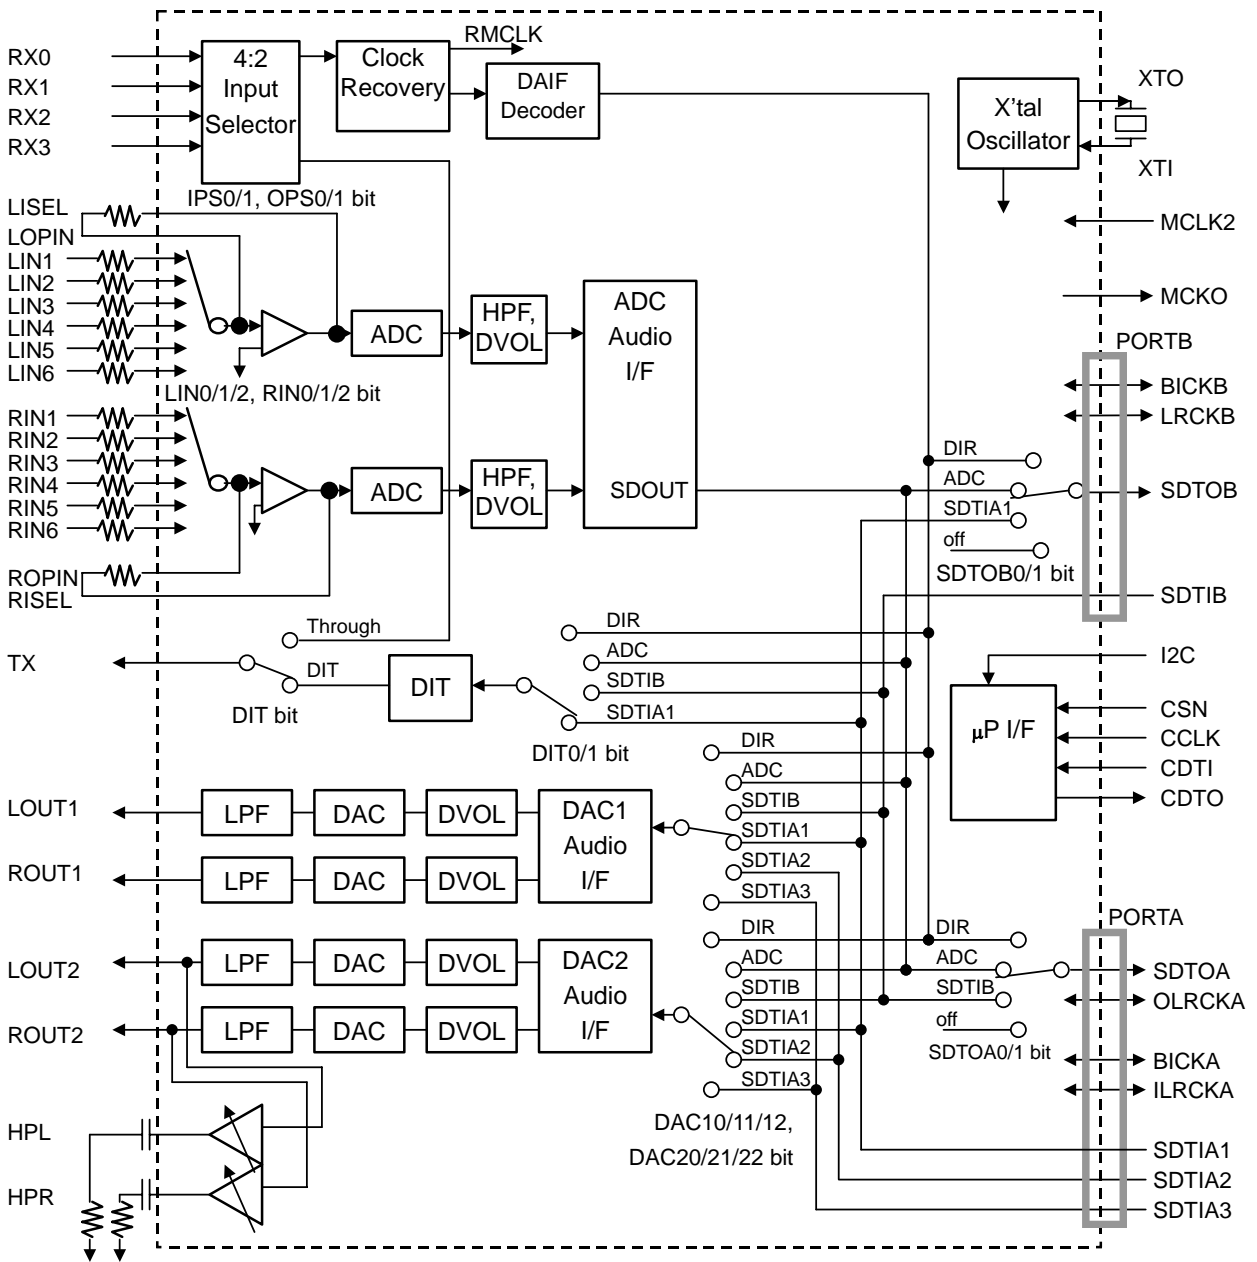 RX0
RX1
RX2
RX3
4:2
Input
Selector
IPS0/1, OPS0/1 bit
Clock
Recovery
RMCLK
DAIF
Decoder
X'tal
Oscillator
XTO
XTI
MCLK2
MCKO
LISEL
LOPIN
LIN1
LIN2
LIN3
LIN4
LIN5
LIN6
ADC
HPF,
DVOL
ADC
Audio
I/F
SDOUT
LIN0/1/2, RIN0/1/2 bit
RIN1
RIN2
RIN3
RIN4
RIN5
RIN6
ADC
HPF,
DVOL
ROPIN
RISEL
PORTB
BICKB
LRCKB
DIR
ADC
SDTIA1
off
SDTOB0/1 bit
SDTOB
SDTIB
TX
Through
DIT
DIT bit
DIT
DIR
ADC
SDTIB
SDTIA1
DIT0/1 bit
I2C
μP I/F
CSN
CCLK
CDTI
CDTO
LOUT1
LPF
DAC
DVOL
DAC1
Audio
I/F
ROUT1
LPF
DAC
DVOL
DIR
ADC
SDTIB
SDTIA1
SDTIA2
SDTIA3
LOUT2
LPF
DAC
DVOL
DAC2
Audio
I/F
ROUT2
LPF
DAC
DVOL
DIR
ADC
SDTIB
SDTIA1
SDTIA2
SDTIA3
DAC10/11/12,
DAC20/21/22 bit
DIR
ADC
SDTIB
off
SDTOA0/1 bit
PORTA
SDTOA
OLRCKA
BICKA
ILRCKA
SDTIA1
SDTIA2
SDTIA3
HPL
HPR